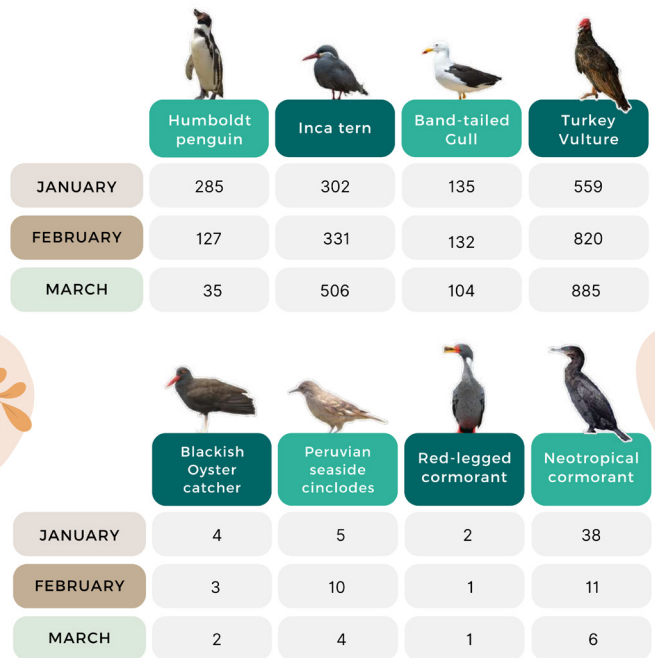 Humboldt
penguin
Inca tern
Band-tailed
Gull
Turkey
Vulture
JANUARY 285 302 135 559
FEBRUARY 127 331 132 820
MARCH 35 506 104 885
Blackish
Oyster
catcher
Peruvian
seaside
cinclodes
Red-legged
cormorant
Neotropical
cormorant
JANUARY 4 5 2 38
FEBRUARY 3 10 1 11
MARCH 2 4 1 6